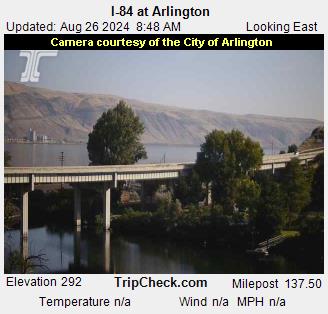 I-84 at Arlington
Updated: Aug 26 2024 8:48 AM Looking East
Camera courtesy of the City of Arlington
Elevation 292 TripCheck.com Milepost 137.50
Temperature n/a Wind n/a MPH n/a